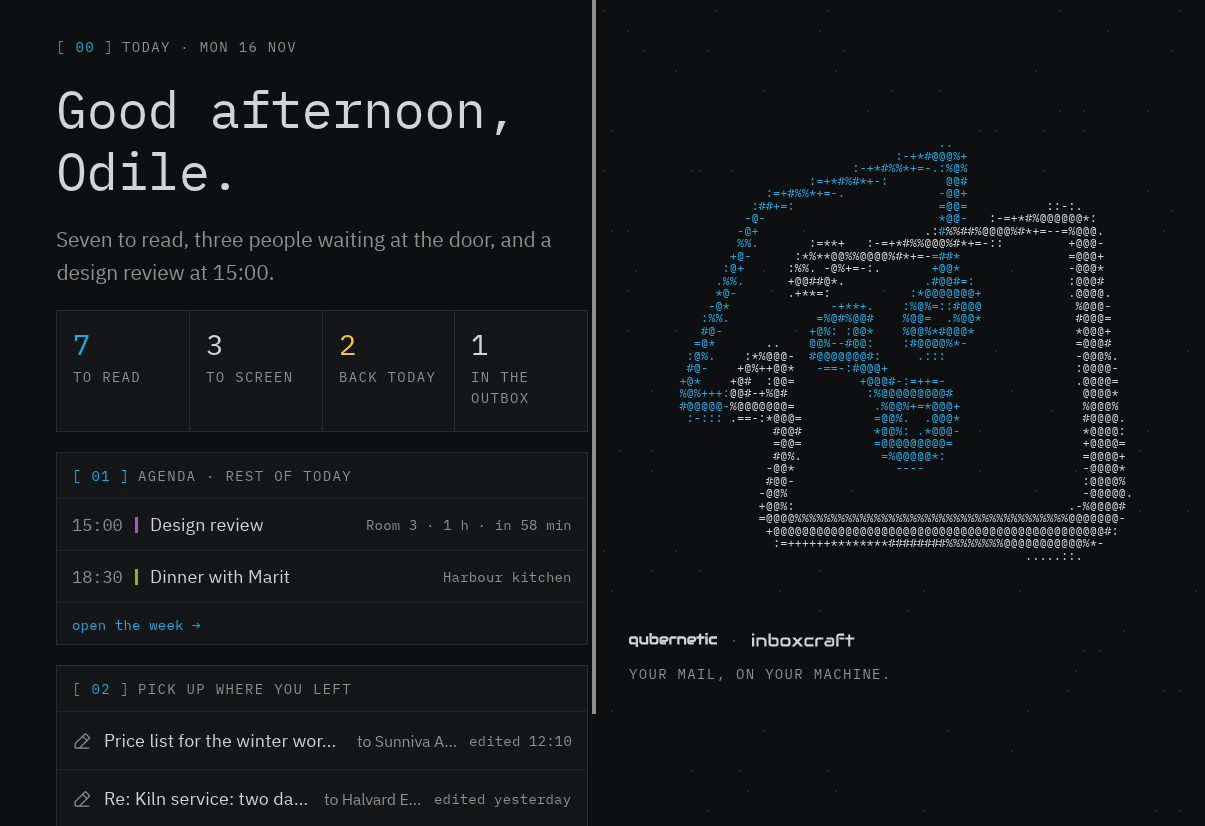 [ 00 ] TODAY · MON 16 NOV
Good afternoon,
Odile.
Seven to read, three people waiting at the door, and a
design review at 15:00.
7
TO READ
3
TO SCREEN
2
BACK TODAY
1
IN THE
OUTBOX
[ 01 ] AGENDA · REST OF TODAY
15:00 Design review Room 3 · 1 h · in 58 min
18:30 Dinner with Marit Harbour kitchen
open the week →
[ 02 ] PICK UP WHERE YOU LEFT
Price list for the winter wor... to Sunniva A... edited 12:10
Re: Kiln service: two da... to Halvard E... edited yesterday
qubernetic · inboxcraft
YOUR MAIL, ON YOUR MACHINE.